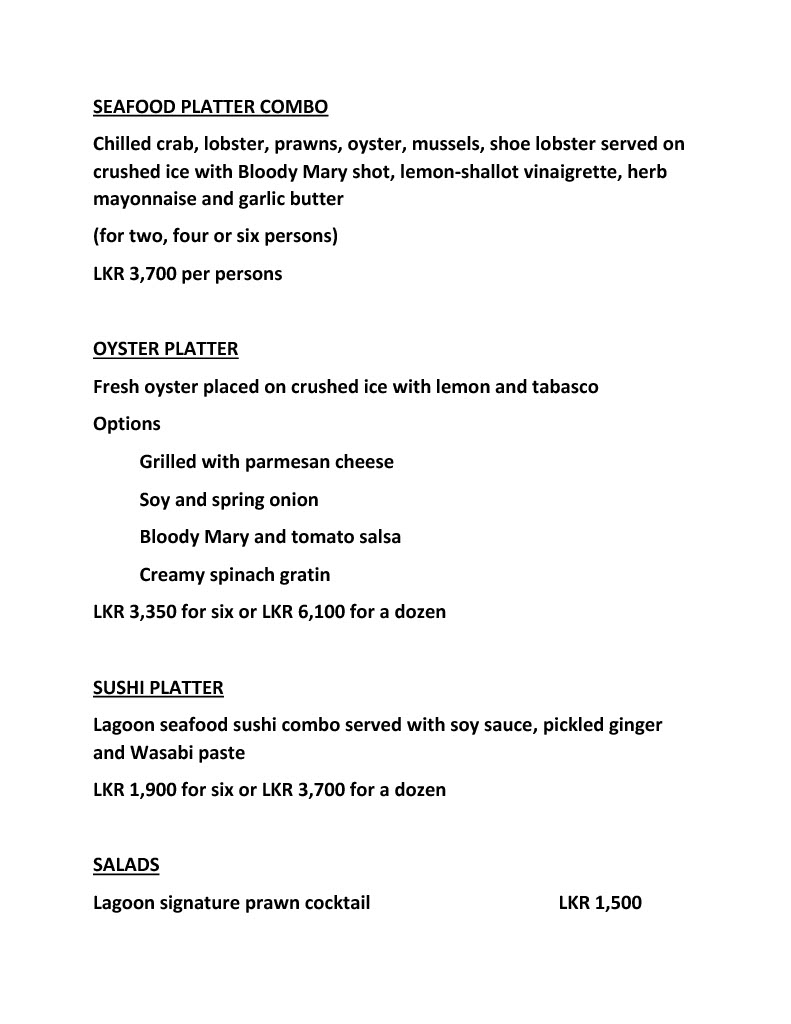 SEAFOOD PLATTER COMBO
Chilled crab, lobster, prawns, oyster, mussels, shoe lobster served on
crushed ice with Bloody Mary shot, lemon-shallot vinaigrette, herb
mayonnaise and garlic butter
(for two, four or six persons)
LKR 3,700 per persons
OYSTER PLATTER
Fresh oyster placed on crushed ice with lemon and tabasco
Options
Grilled with parmesan cheese
Soy and spring onion
Bloody Mary and tomato salsa
Creamy spinach gratin
LKR 3,350 for six or LKR 6,100 for a dozen
SUSHI PLATTER
Lagoon seafood sushi combo served with soy sauce, pickled ginger
and Wasabi paste
LKR 1,900 for six or LKR 3,700 for a dozen
SALADS
Lagoon signature prawn cocktail LKR 1,500